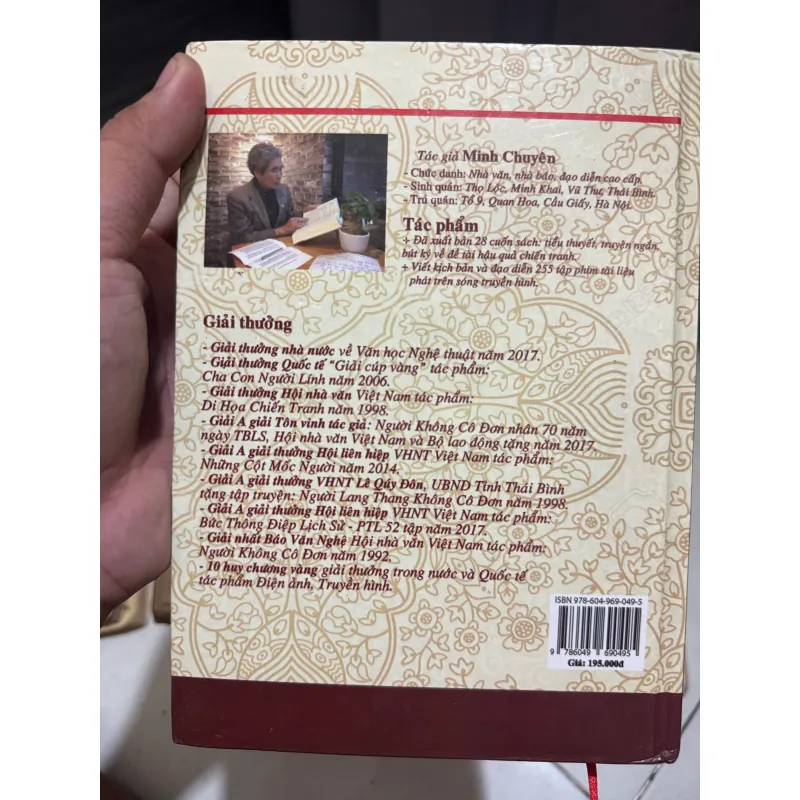 Tác giả Minh Chuyên
- Chức danh: Nhà văn, nhà báo, đạo diễn cao cấp.
- Sinh quán: Thọ Lộc, Minh Khai, Vũ Thư, Thái Bình.
- Trú quán: Tổ 9, Quan Hoa, Cầu Giấy, Hà Nội.
Tác phẩm
+ Đã xuất bản 28 cuốn sách: tiểu thuyết, truyện ngắn,
bút ký về đề tài hậu quả chiến tranh.
+ Viết kịch bản và đạo diễn 255 tập phim tài liệu
phát trên sóng truyền hình.
Giải thưởng
- Giải thưởng nhà nước về Văn học Nghệ thuật năm 2017.
- Giải thưởng Quốc tế "Giải cúp vàng" tác phẩm:
Cha Con Người Lính năm 2006.
- Giải thưởng Hội nhà văn Việt Nam tác phẩm:
Di Họa Chiến Tranh năm 1998.
- Giải A giải Tôn vinh tác giả: Người Không Cô Đơn nhân 70 năm
ngày TBLS, Hội nhà văn Việt Nam và Bộ lao động tặng năm 2017.
- Giải A giải thưởng Hội liên hiệp VHNT Việt Nam tác phẩm:
Những Cột Mốc Người năm 2014.
- Giải A giải thưởng VHNT Lê Qúy Đôn, UBND Tỉnh Thái Bình
tặng tập truyện: Người Lang Thang Không Cô Đơn năm 1998.
- Giải A giải thưởng Hội liên hiệp VHNT Việt Nam tác phẩm:
Bức Thông Điệp Lịch Sử - PTL 52 tập năm 2017.
- Giải nhất Báo Văn Nghệ Hội nhà văn Việt Nam tác phẩm:
Người Không Cô Đơn năm 1992.
- 10 huy chương vàng giải thưởng trong nước và Quốc tế
tác phẩm Điện ảnh, Truyền hình.
ISBN 978-604-969-049-5
9 786049 690495
Giá: 195.000đ